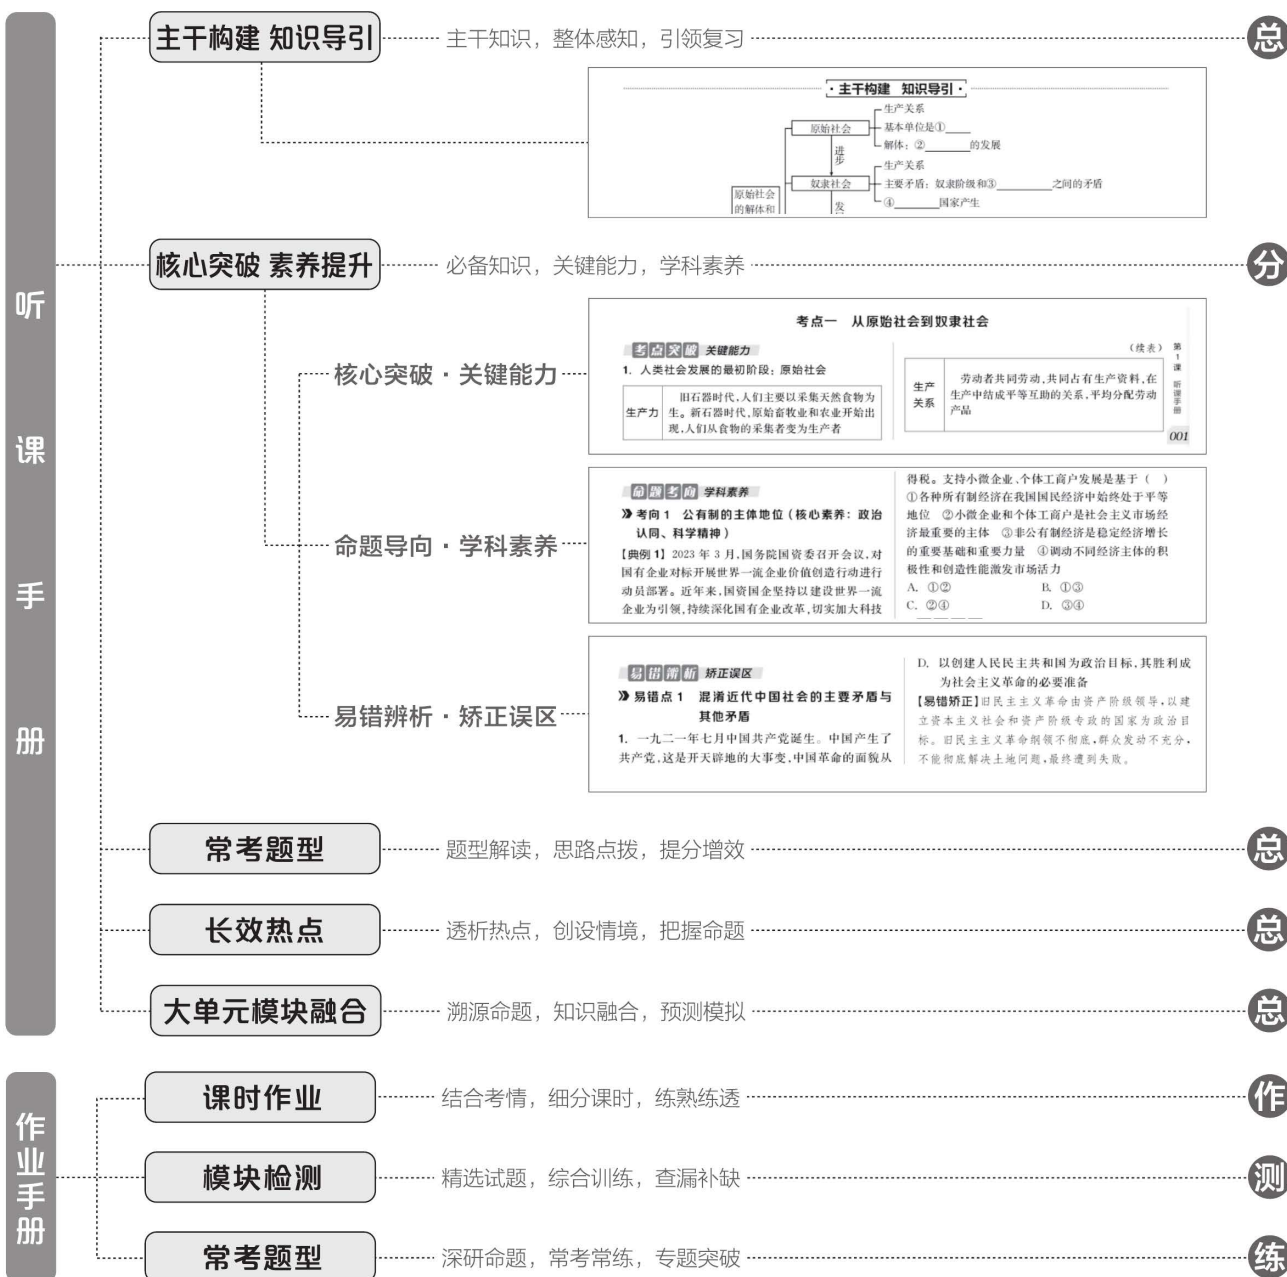 听课手册
主干构建 知识导引
主干知识，整体感知，引领复习
总
·主干构建 知识导引·
原始社会的解体和
原始社会
生产关系
基本单位是①____
解体：②________的发展
进步
奴隶社会
生产关系
主要矛盾：奴隶阶级和③________之间的矛盾
④________国家产生
发
核心突破 素养提升
必备知识，关键能力，学科素养
分
核心突破·关键能力
考点一 从原始社会到奴隶社会
考点突破 关键能力
1. 人类社会发展的最初阶段：原始社会
生产力
旧石器时代，人们主要以采集天然食物为
生。新石器时代，原始畜牧业和农业开始出
现，人们从食物的采集者变为生产者
（续表）
生产关系
劳动者共同劳动，共同占有生产资料，在
生产中结成平等互助的关系，平均分配劳动
产品
第1课 听课手册
001
命题导向·学科素养
命题考向 学科素养
考向1 公有制的主体地位（核心素养：政治
认同、科学精神）
【典例1】2023年3月，国务院国资委召开会议，对
国有企业对标开展世界一流企业价值创造行动进行
动员部署。近年来，国资国企坚持以建设世界一流
企业为引领，持续深化国有企业改革，切实加大科技
得税。支持小微企业、个体工商户发展是基于（ ）
①各种所有制经济在我国国民经济中始终处于平等
地位 ②小微企业和个体工商户是社会主义市场经
济最重要的主体 ③非公有制经济是稳定经济增长
的重要基础和重要力量 ④调动不同经济主体的积
极性和创造性能激发市场活力
A. ①② B. ①③
C. ②④ D. ③④
易错辨析·矫正误区
易错辨析 矫正误区
易错点1 混淆近代中国社会的主要矛盾与
其他矛盾
1. 一九二一年七月中国共产党诞生。中国产生了
共产党，这是开天辟地的大事变，中国革命的面貌从
D. 以创建人民民主共和国为政治目标，其胜利成
为社会主义革命的必要准备
【易错矫正】旧民主主义革命由资产阶级领导，以建
立资本主义社会和资产阶级专政的国家为政治目
标。旧民主主义革命纲领不彻底，群众发动不充分，
不能彻底解决土地问题，最终遭到失败。
常考题型
题型解读，思路点拨，提分增效
总
长效热点
透析热点，创设情境，把握命题
总
大单元模块融合
溯源命题，知识融合，预测模拟
总
作业手册
课时作业
结合考情，细分课时，练熟练透
作
模块检测
精选试题，综合训练，查漏补缺
测
常考题型
深研命题，常考常练，专题突破
练